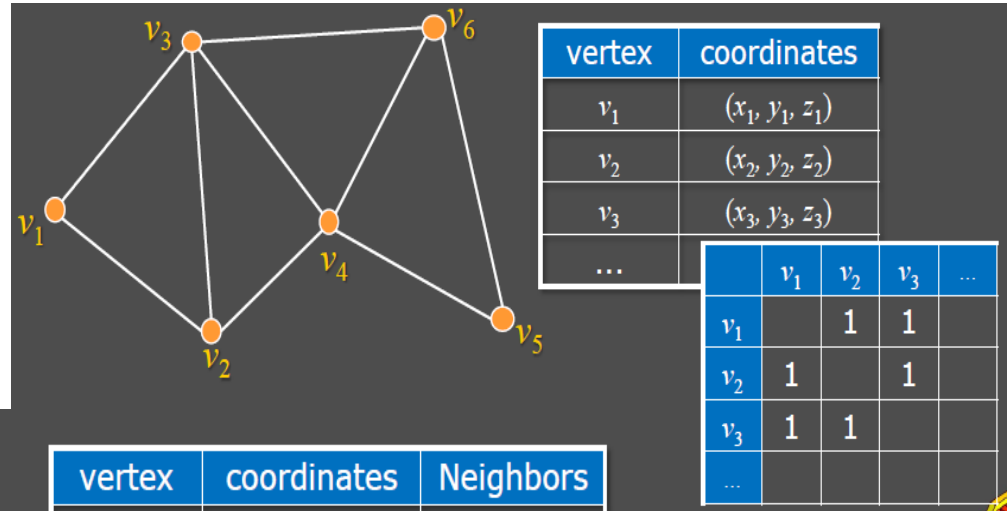 v₃
v₆
v₁
v₄
v₂
v₅
vertex coordinates
v₁ (x₁, y₁, z₁)
v₂ (x₂, y₂, z₂)
v₃ (x₃, y₃, z₃)
...
v₁ v₂ v₃ ...
v₁ 1 1
v₂ 1 1
v₃ 1 1
...
vertex coordinates Neighbors